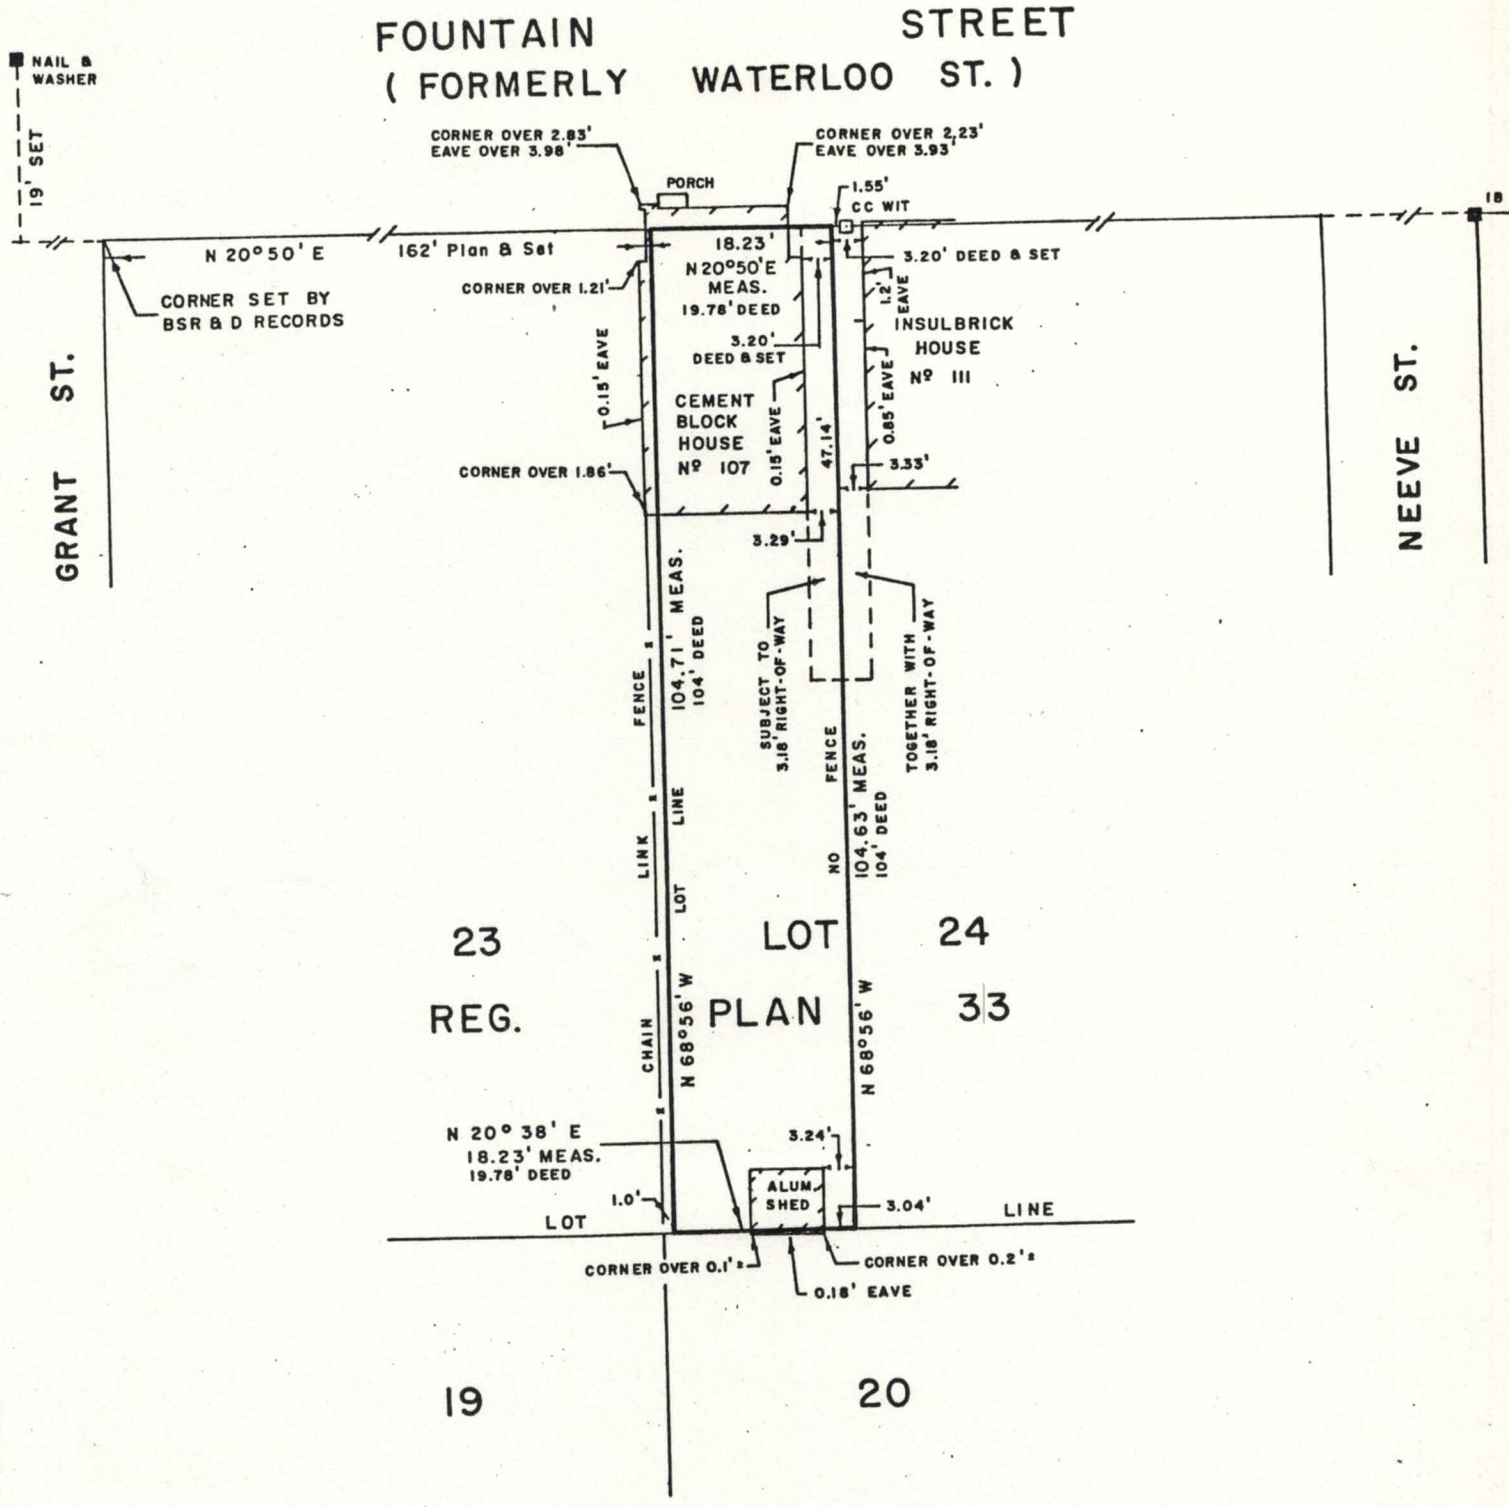 FOUNTAIN STREET
( FORMERLY WATERLOO ST. )
NAIL &
WASHER
19' SET
CORNER OVER 2.83'
EAVE OVER 3.98'
CORNER OVER 2.23'
EAVE OVER 3.93'
PORCH
1.55'
CC WIT
18
N 20°50' E
162' Plan & Set
18.23'
N 20°50' E
MEAS.
19.78' DEED
3.20' DEED & SET
CORNER SET BY
BSR & D RECORDS
CORNER OVER 1.21'
3.20'
DEED & SET
1.2'
EAVE
INSULBRICK
HOUSE
Nº 111
0.15' EAVE
CEMENT
BLOCK
HOUSE
Nº 107
0.15' EAVE
47.14'
0.85' EAVE
GRANT ST.
NEEVE ST.
CORNER OVER 1.86'
3.33'
3.29'
104.71' MEAS.
104' DEED
SUBJECT TO
3.18' RIGHT-OF-WAY
TOGETHER WITH
3.18' RIGHT-OF-WAY
CHAIN LINK FENCE
LOT LINE
NO FENCE
104.63' MEAS.
104' DEED
23 LOT 24
REG. PLAN 33
N 68°56' W
N 68°56' W
N 20° 38' E
18.23' MEAS.
19.78' DEED
3.24'
ALUM.
SHED
1.0'
3.04'
LOT LINE
CORNER OVER 0.1'±
CORNER OVER 0.2'±
0.18' EAVE
19 20